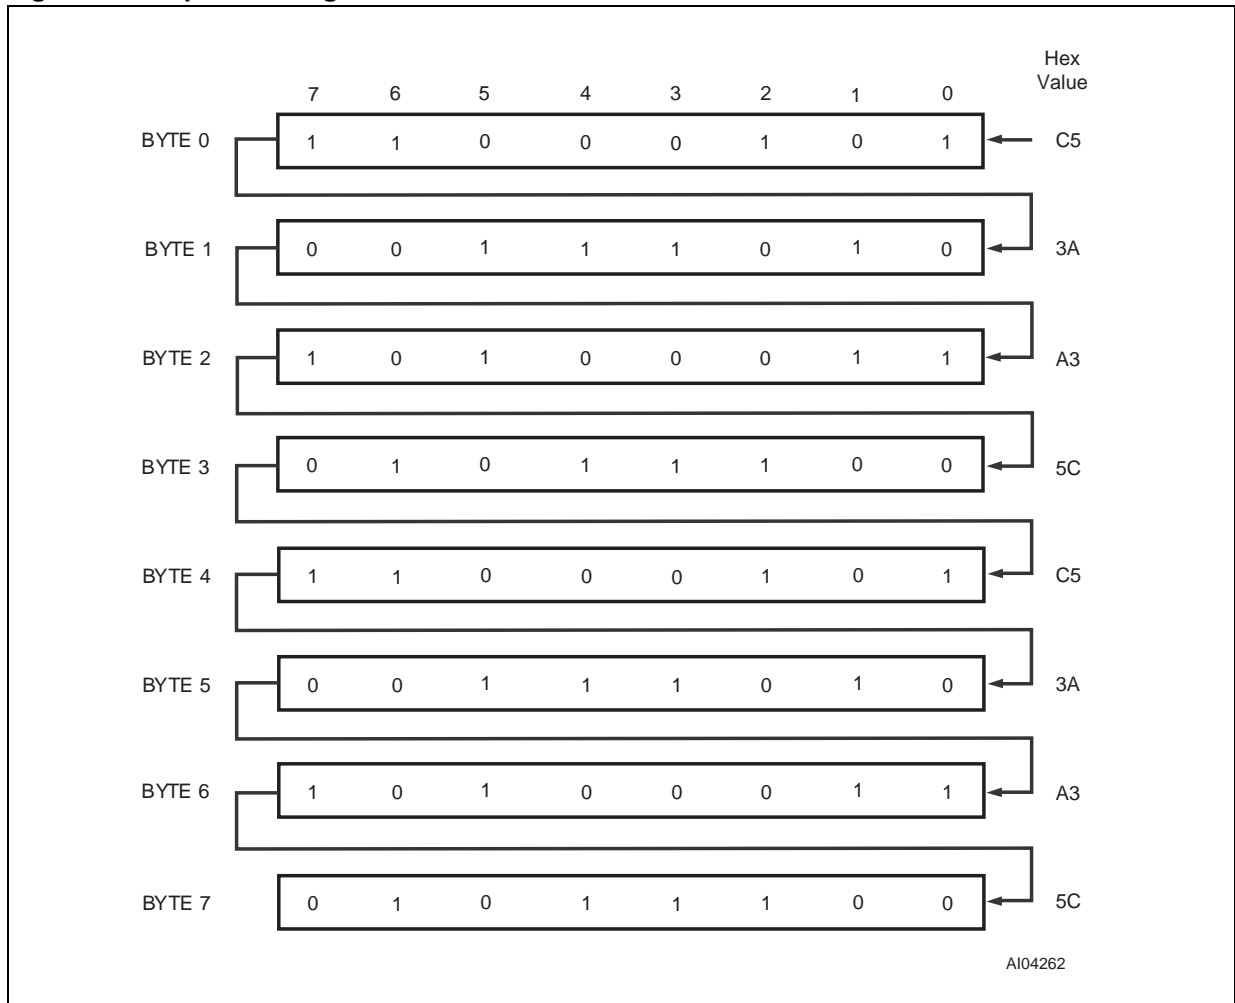 Hex
Value
7 6 5 4 3 2 1 0
BYTE 0 1 1 0 0 0 1 0 1 C5
BYTE 1 0 0 1 1 1 0 1 0 3A
BYTE 2 1 0 1 0 0 0 1 1 A3
BYTE 3 0 1 0 1 1 1 0 0 5C
BYTE 4 1 1 0 0 0 1 0 1 C5
BYTE 5 0 0 1 1 1 0 1 0 3A
BYTE 6 1 0 1 0 0 0 1 1 A3
BYTE 7 0 1 0 1 1 1 0 0 5C
AI04262